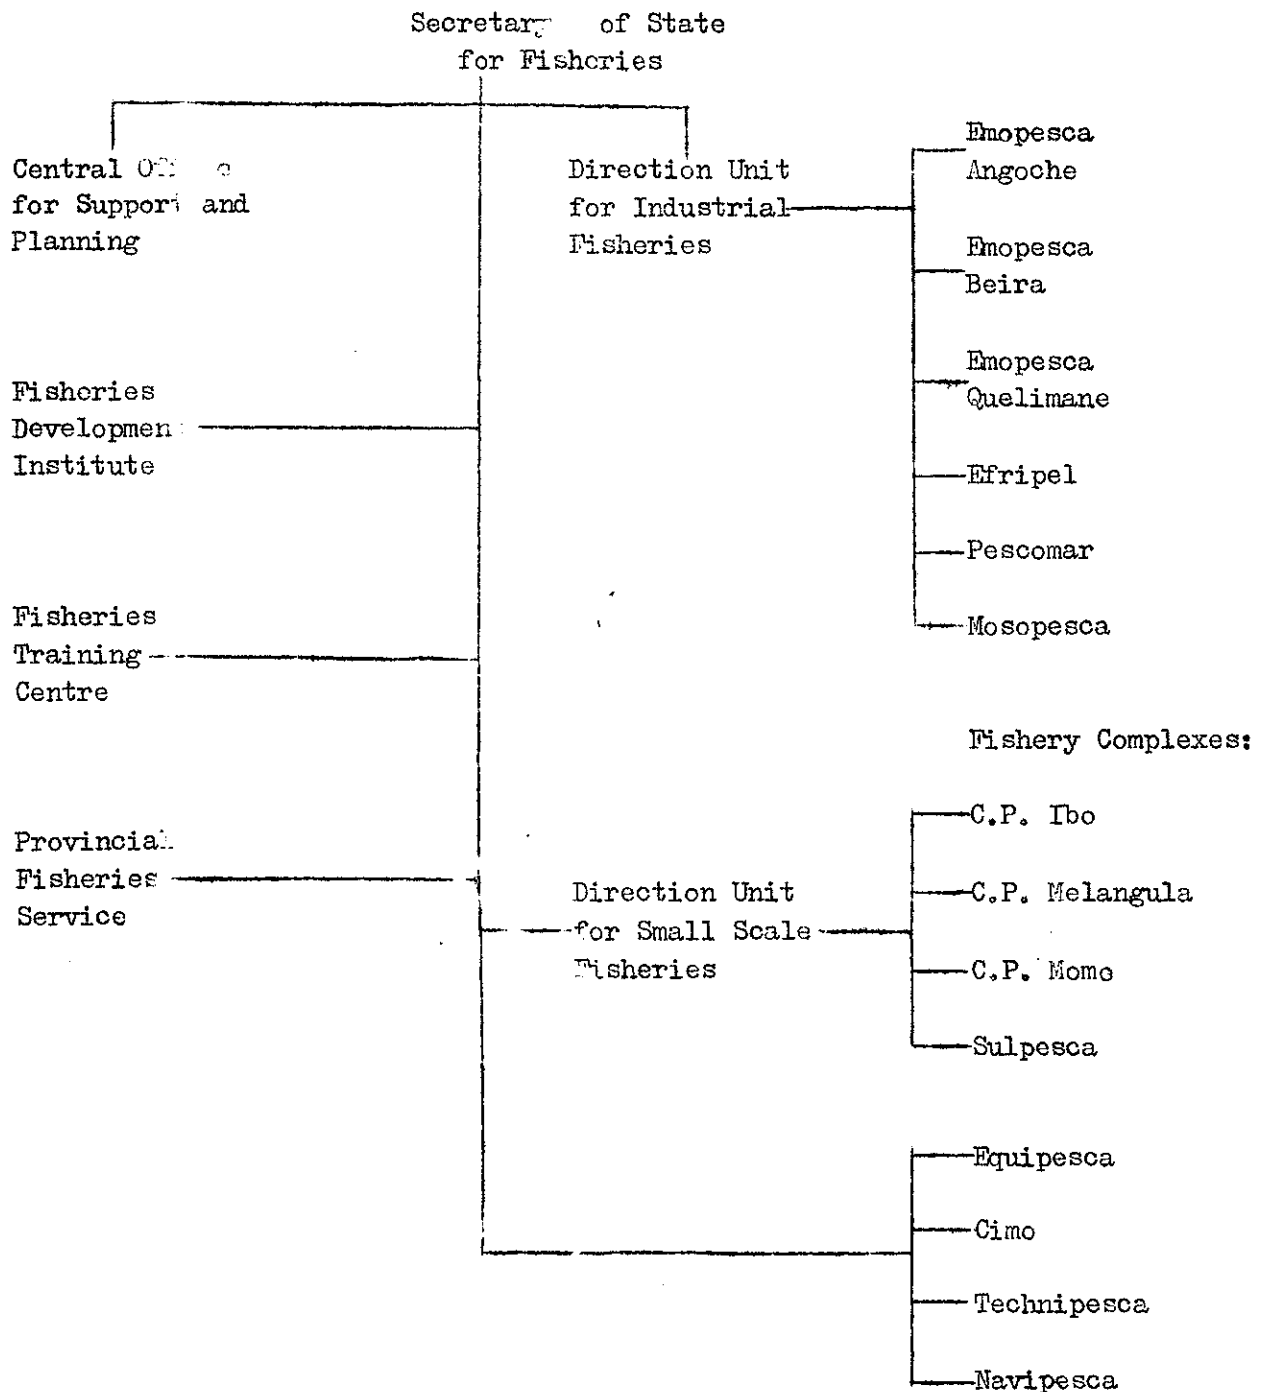 Secretary of State
for Fisheries
Central Office
for Support and
Planning
Direction Unit
for Industrial
Fisheries
Emopesca
Angoche
Emopesca
Beira
Emopesca
Quelimane
Efripel
Pescomar
Mosopesca
Fisheries
Development
Institute
Fisheries
Training
Centre
Provincial
Fisheries
Service
Direction Unit
for Small Scale
Fisheries
Fishery Complexes:
C.P. Ibo
C.P. Melangula
C.P. Momo
Sulpesca
Equipesca
Cimo
Technipesca
Navipesca